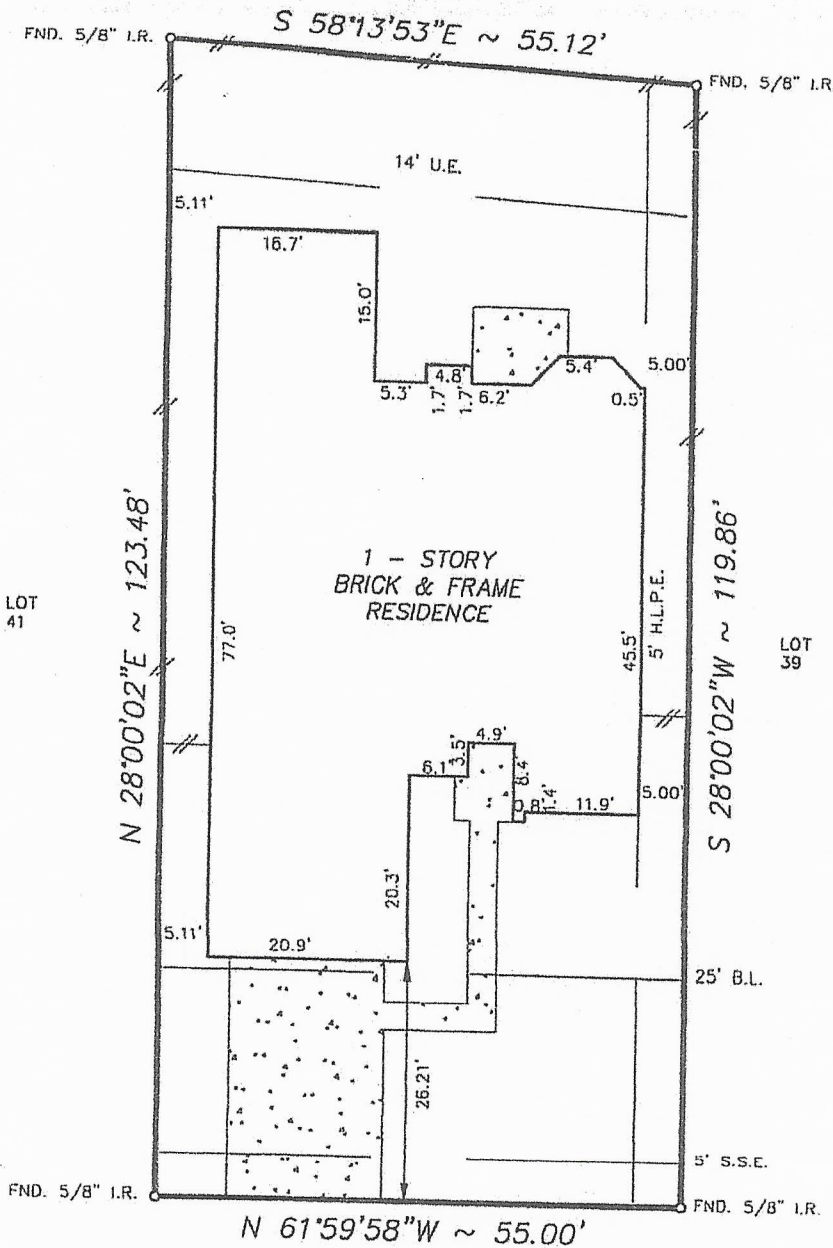 S 58°13'53"E ~ 55.12'
FND. 5/8" I.R.
FND. 5/8" I.R.
14' U.E.
5.11'
16.7'
15.0'
5.3'
1.7'
4.8'
1.7'
6.2'
5.4'
0.5'
5.00'
N 28°00'02"E ~ 123.48'
S 28°00'02"W ~ 119.86'
1 - STORY
BRICK & FRAME
RESIDENCE
LOT
41
LOT
39
77.0'
45.5'
5' H.L.P.E.
6.1'
3.5'
4.9'
8.4'
0.8'
1.4'
11.9'
5.00'
20.3'
5.11'
20.9'
25' B.L.
26.21'
5' S.S.E.
FND. 5/8" I.R.
FND. 5/8" I.R.
N 61°59'58"W ~ 55.00'